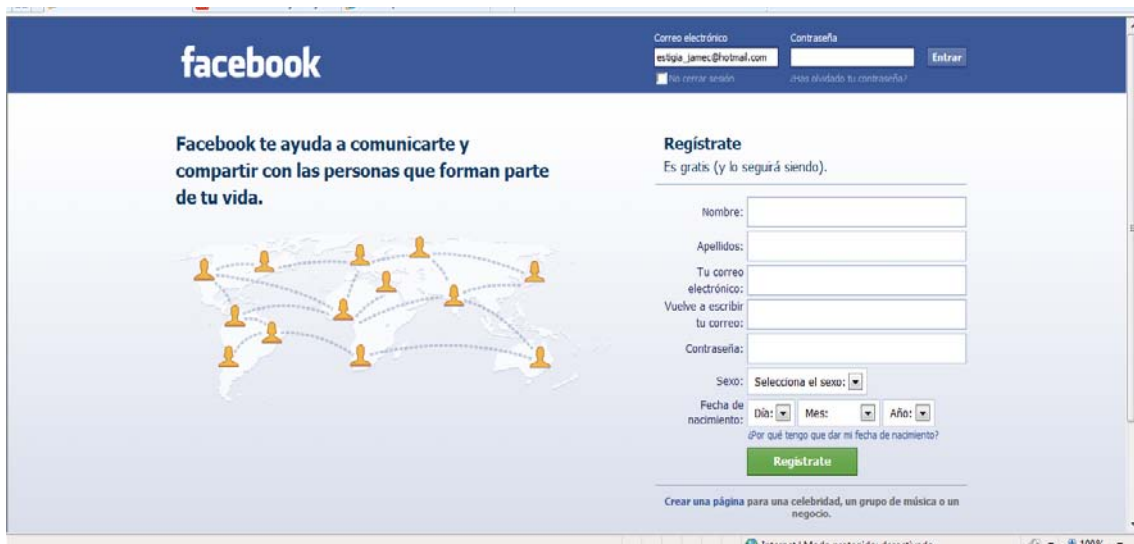 facebook
Correo electrónico
Contraseña
estigia_jamec@hotmail.com
Entrar
No cerrar sesión
¿Has olvidado tu contraseña?
Facebook te ayuda a comunicarte y
compartir con las personas que forman parte
de tu vida.
Regístrate
Es gratis (y lo seguirá siendo).
Nombre:
Apellidos:
Tu correo
electrónico:
Vuelve a escribir
tu correo:
Contraseña:
Sexo: Selecciona el sexo:
Fecha de
nacimiento:
Día: Mes: Año:
¿Por qué tengo que dar mi fecha de nacimiento?
Regístrate
Crear una página para una celebridad, un grupo de música o un
negocio.
100%